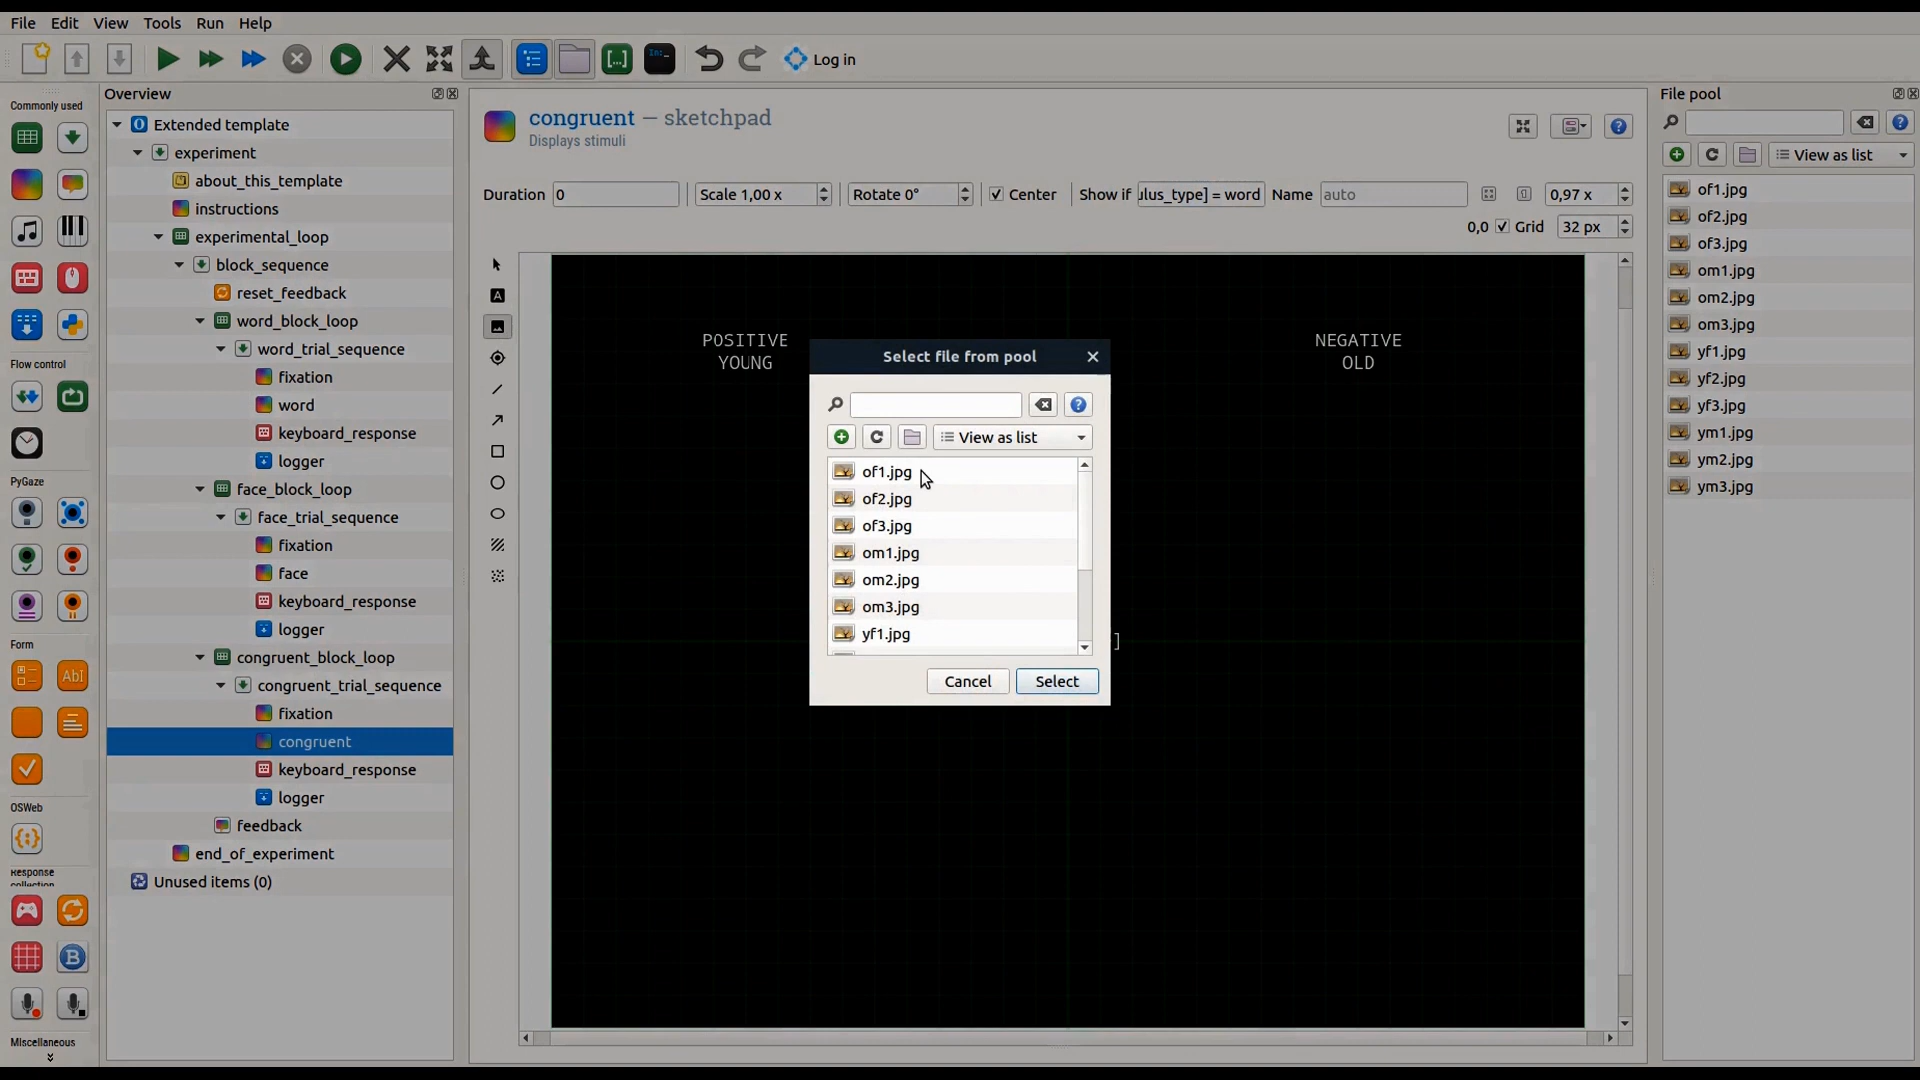 File Edit View Tools Run Help
Log in
Commonly used
Flow control
PyGaze
Form
OSWeb
Response
collection
Miscellaneous
Overview
Extended template
experiment
about_this_template
instructions
experimental_loop
block_sequence
reset_feedback
word_block_loop
word_trial_sequence
fixation
word
keyboard_response
logger
face_block_loop
face_trial_sequence
fixation
face
keyboard_response
logger
congruent_block_loop
congruent_trial_sequence
fixation
congruent
keyboard_response
logger
feedback
end_of_experiment
Unused items (0)
congruent — sketchpad
Displays stimuli
Duration 0 Scale 1,00 x Rotate 0° Center Show if ulus_type] = word Name auto 0,97 x
0,0 Grid 32 px
POSITIVE
YOUNG
NEGATIVE
OLD
]
Select file from pool
View as list
of1.jpg
of2.jpg
of3.jpg
om1.jpg
om2.jpg
om3.jpg
yf1.jpg
Cancel Select
File pool
View as list
of1.jpg
of2.jpg
of3.jpg
om1.jpg
om2.jpg
om3.jpg
yf1.jpg
yf2.jpg
yf3.jpg
ym1.jpg
ym2.jpg
ym3.jpg